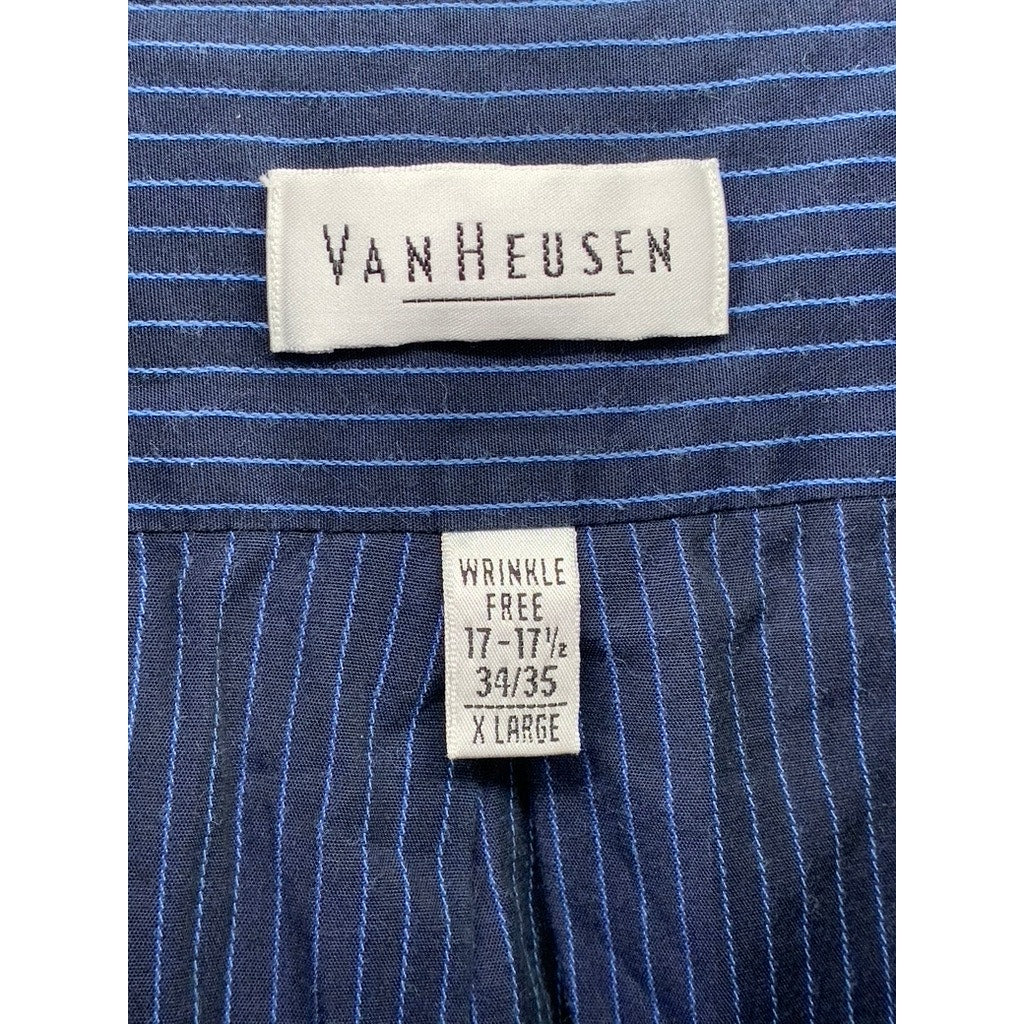 VAN HEUSEN
WRINKLE
FREE
17-17½
34/35
X LARGE